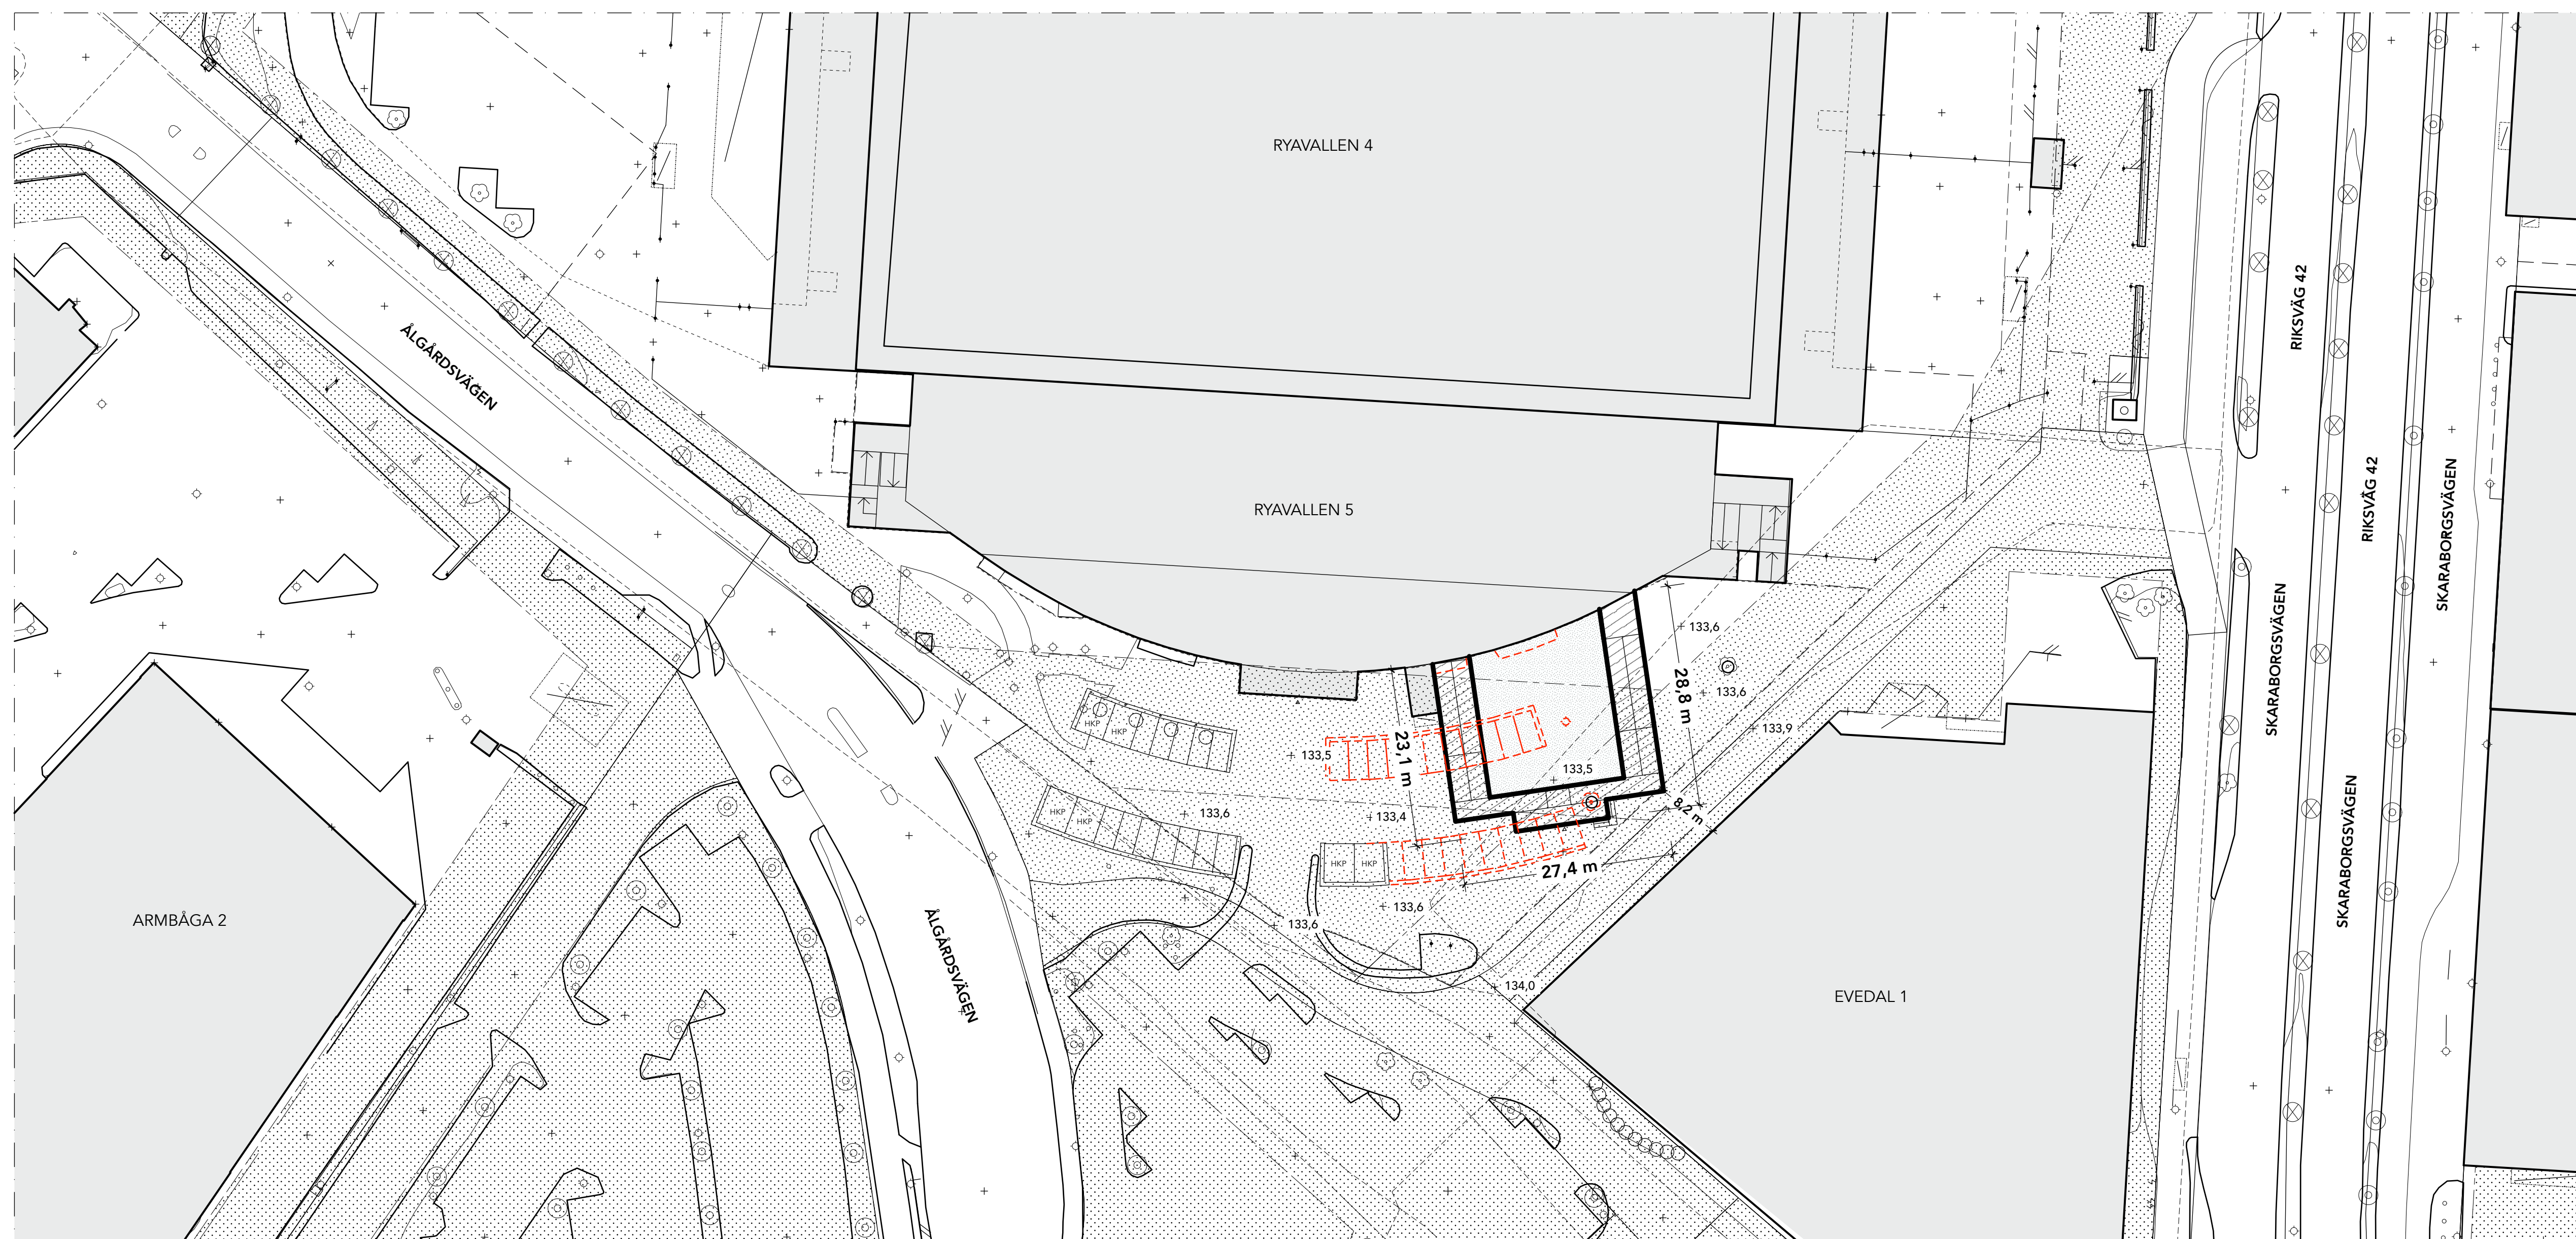 RYAVALLEN 4
RIKSVÄG 42
ÄLGÅRDSVÄGEN
RYAVALLEN 5
RIKSVÄG 42
SKARABORGSVÄGEN
133,6
SKARABORGSVÄGEN
28,8 m
133,6
HKP
HKP
133,5
23,1 m
133,9
133,5
HKP
HKP
133,6
133,4
8,2 m
SKARABORGSVÄGEN
HKP
HKP
27,4 m
133,6
133,6
ARMBÅGA 2
ÄLGÅRDSVÄGEN
134,0
EVEDAL 1